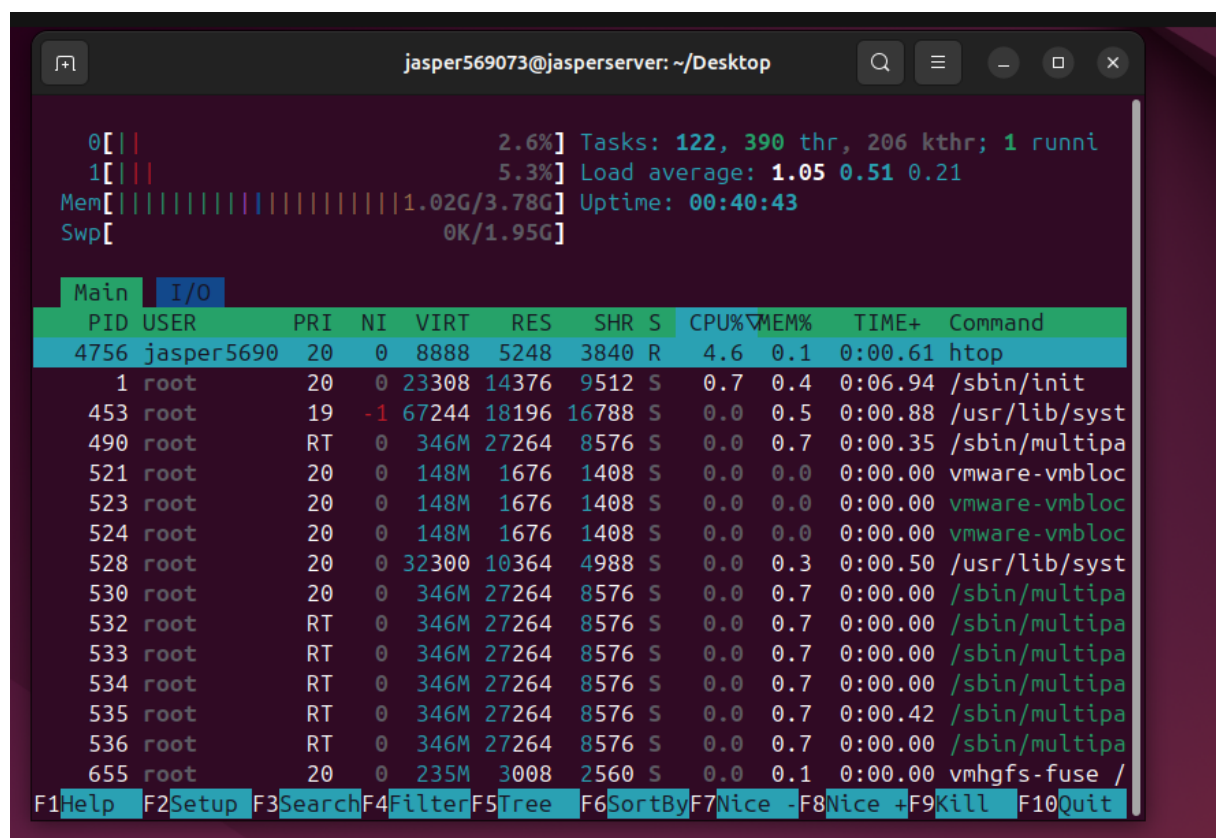 jasper569073@jasperserver: ~/Desktop
0[|| 2.6%] Tasks: 122, 390 thr, 206 kthr; 1 runni
1[||| 5.3%] Load average: 1.05 0.51 0.21
Mem[|||||||||||||||||||||1.02G/3.78G] Uptime: 00:40:43
Swp[ 0K/1.95G]
Main I/O
PID USER PRI NI VIRT RES SHR S CPU%▽MEM% TIME+ Command
4756 jasper5690 20 0 8888 5248 3840 R 4.6 0.1 0:00.61 htop
1 root 20 0 23308 14376 9512 S 0.7 0.4 0:06.94 /sbin/init
453 root 19 -1 67244 18196 16788 S 0.0 0.5 0:00.88 /usr/lib/syst
490 root RT 0 346M 27264 8576 S 0.0 0.7 0:00.35 /sbin/multipa
521 root 20 0 148M 1676 1408 S 0.0 0.0 0:00.00 vmware-vmbloc
523 root 20 0 148M 1676 1408 S 0.0 0.0 0:00.00 vmware-vmbloc
524 root 20 0 148M 1676 1408 S 0.0 0.0 0:00.00 vmware-vmbloc
528 root 20 0 32300 10364 4988 S 0.0 0.3 0:00.50 /usr/lib/syst
530 root 20 0 346M 27264 8576 S 0.0 0.7 0:00.00 /sbin/multipa
532 root RT 0 346M 27264 8576 S 0.0 0.7 0:00.00 /sbin/multipa
533 root RT 0 346M 27264 8576 S 0.0 0.7 0:00.00 /sbin/multipa
534 root RT 0 346M 27264 8576 S 0.0 0.7 0:00.00 /sbin/multipa
535 root RT 0 346M 27264 8576 S 0.0 0.7 0:00.42 /sbin/multipa
536 root RT 0 346M 27264 8576 S 0.0 0.7 0:00.00 /sbin/multipa
655 root 20 0 235M 3008 2560 S 0.0 0.1 0:00.00 vmhgfs-fuse /
F1Help F2Setup F3SearchF4FilterF5Tree F6SortByF7Nice -F8Nice +F9Kill F10Quit